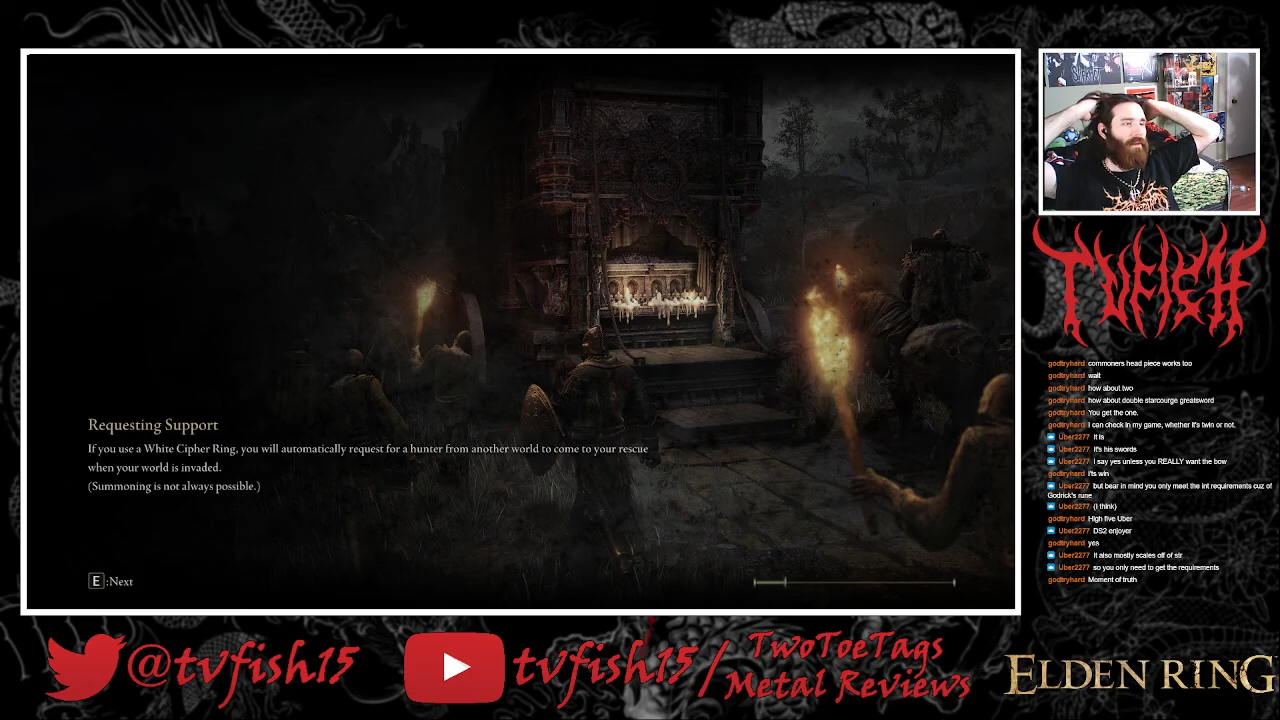 Requesting Support
If you use a White Cipher Ring, you will automatically request for a hunter from another world to come to your rescue
when your world is invaded.
(Summoning is not always possible.)
E:Next
TVFISH
godtryhard commoners head piece works too
godtryhard wait
godtryhard how about two
godtryhard how about double starcourge greatsword
godtryhard You get the one.
godtryhard I can check in my game, whether it's twin or not.
Uber2277 It is
Uber2277 It's his swords
Uber2277 I say yes unless you REALLY want the bow
godtryhard i'ts win
Uber2277 but bear in mind you only meet the int requirements cuz of
Godrick's rune
Uber2277 (I think)
godtryhard High five Uber
Uber2277 DS2 enjoyer
godtryhard yes
Uber2277 It also mostly scales off of str
Uber2277 so you only need to get the requirements
godtryhard Moment of truth
@tvfish15
tvfish15 / TwoToeTags
Metal Reviews
ELDEN RING